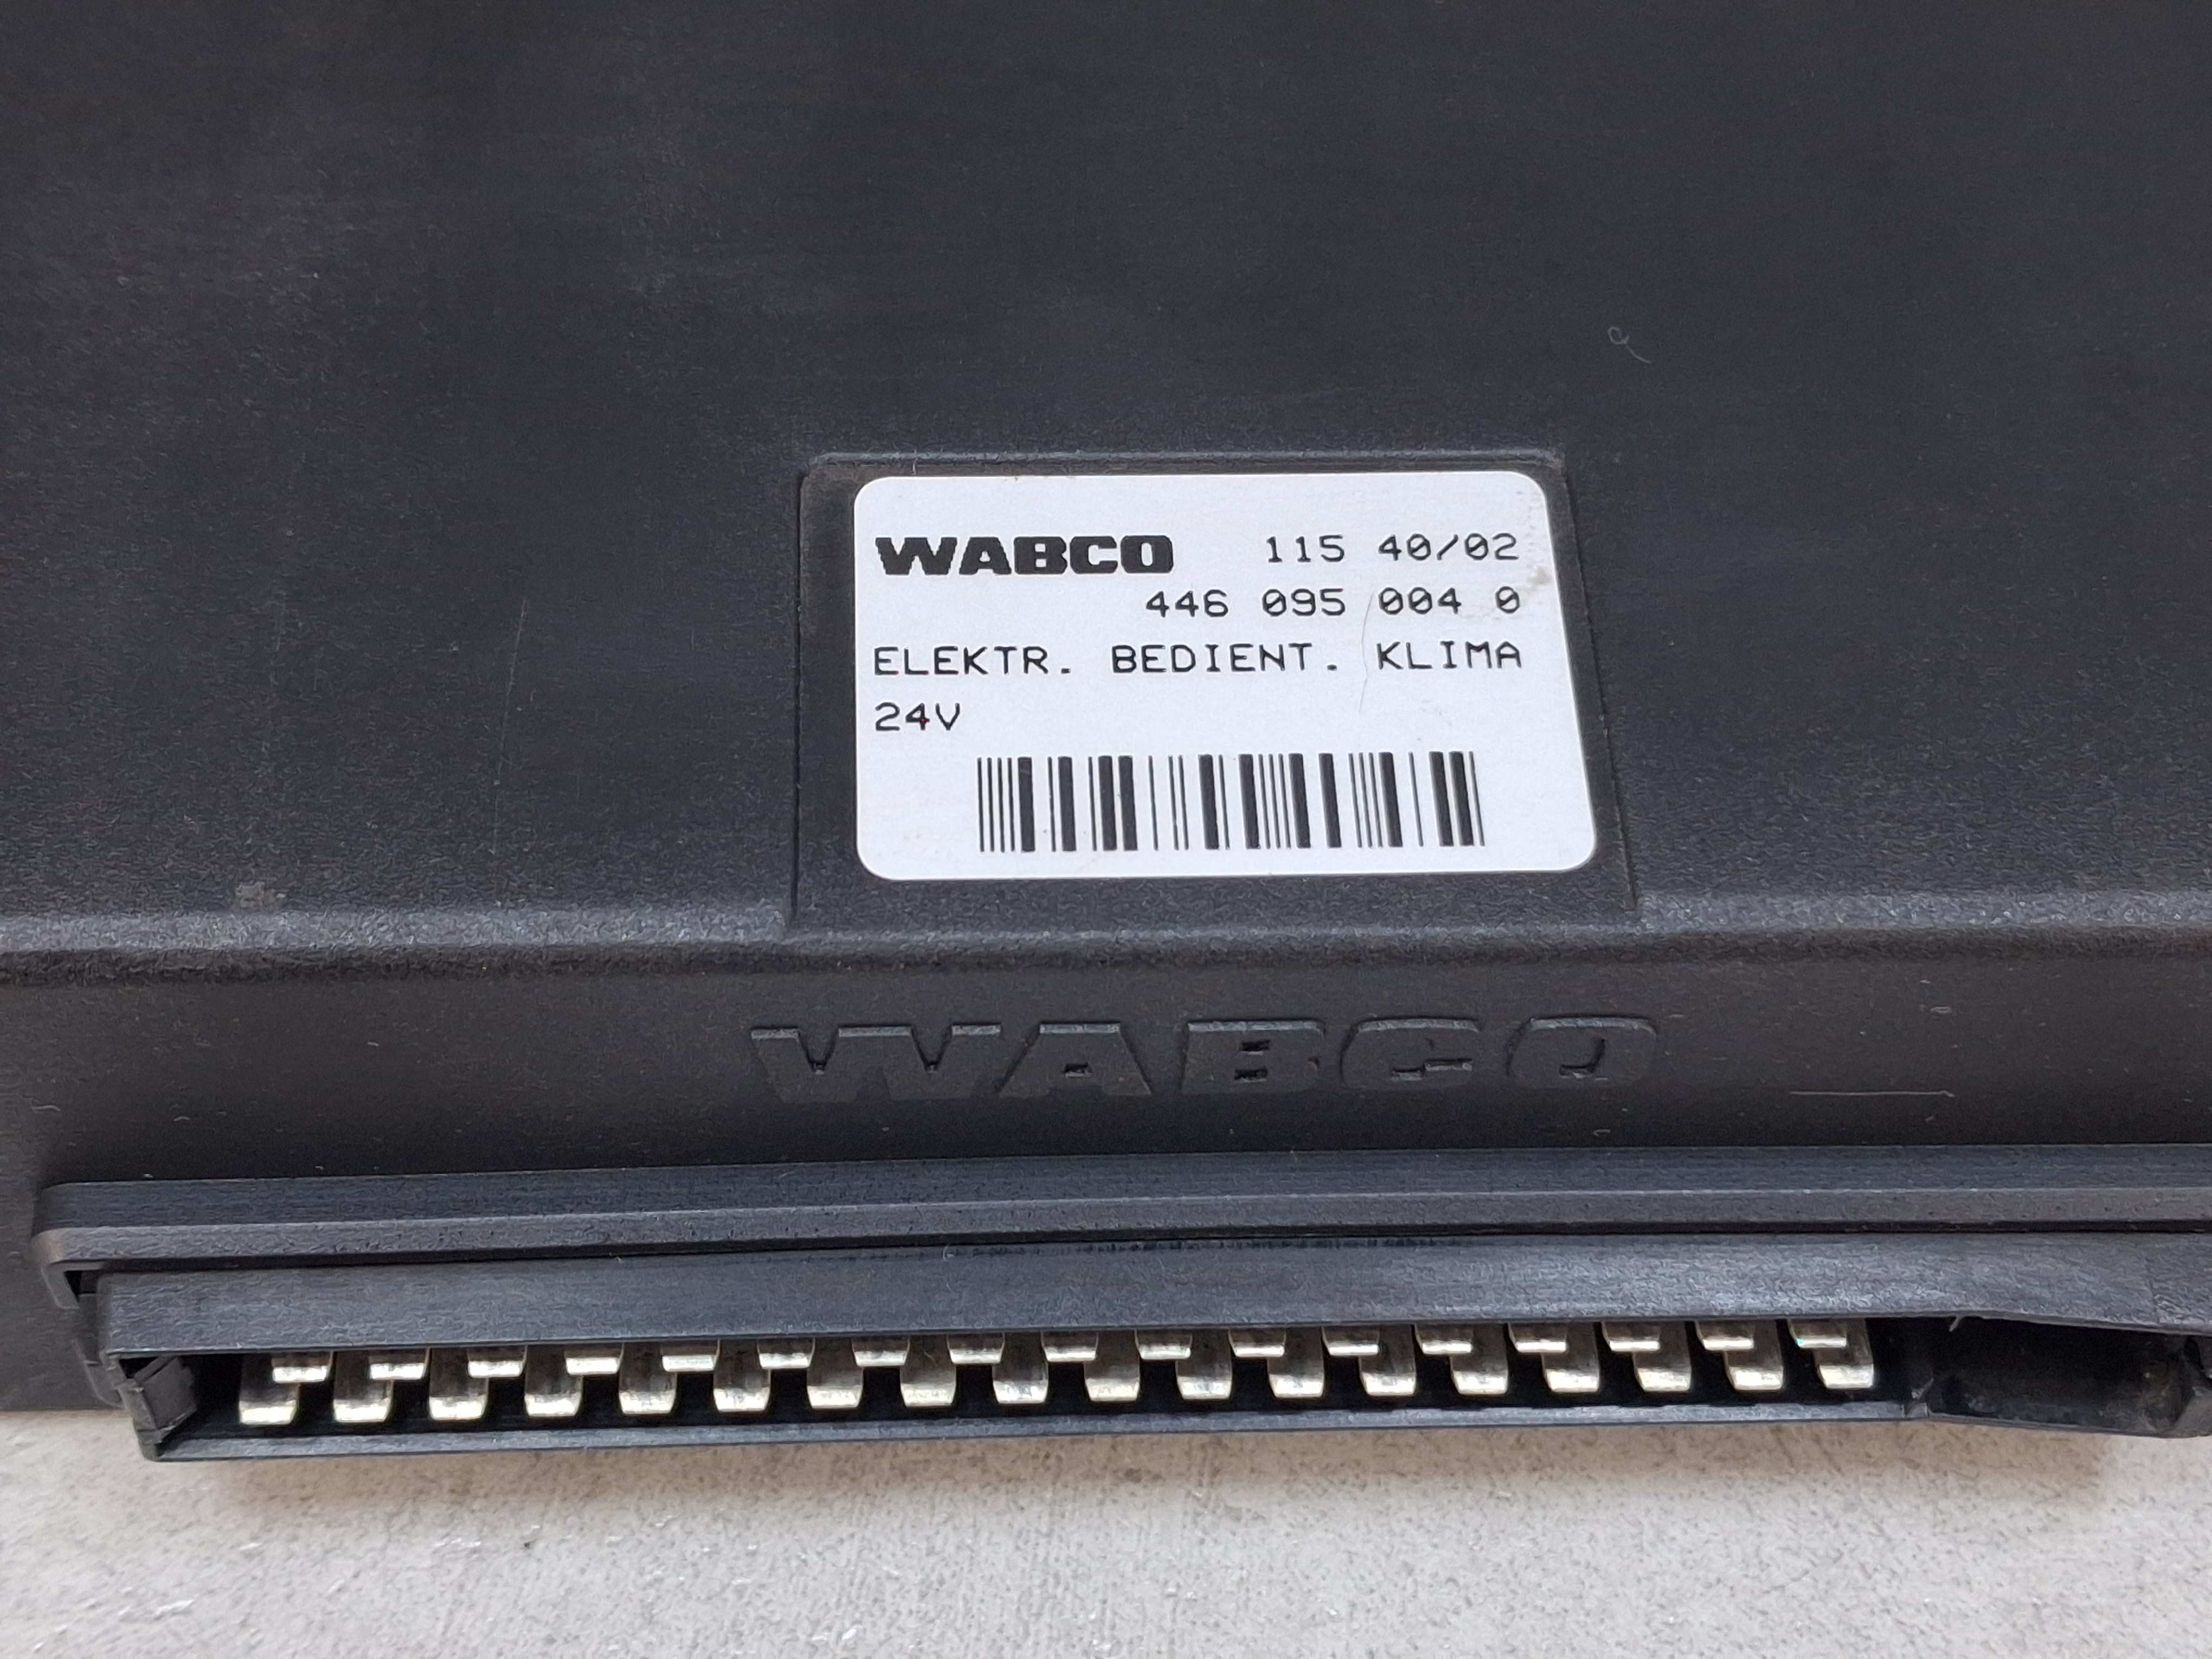 WABCO 115 40/02
446 095 004 0
ELEKTR. BEDIENT. KLIMA
24V
WABCO